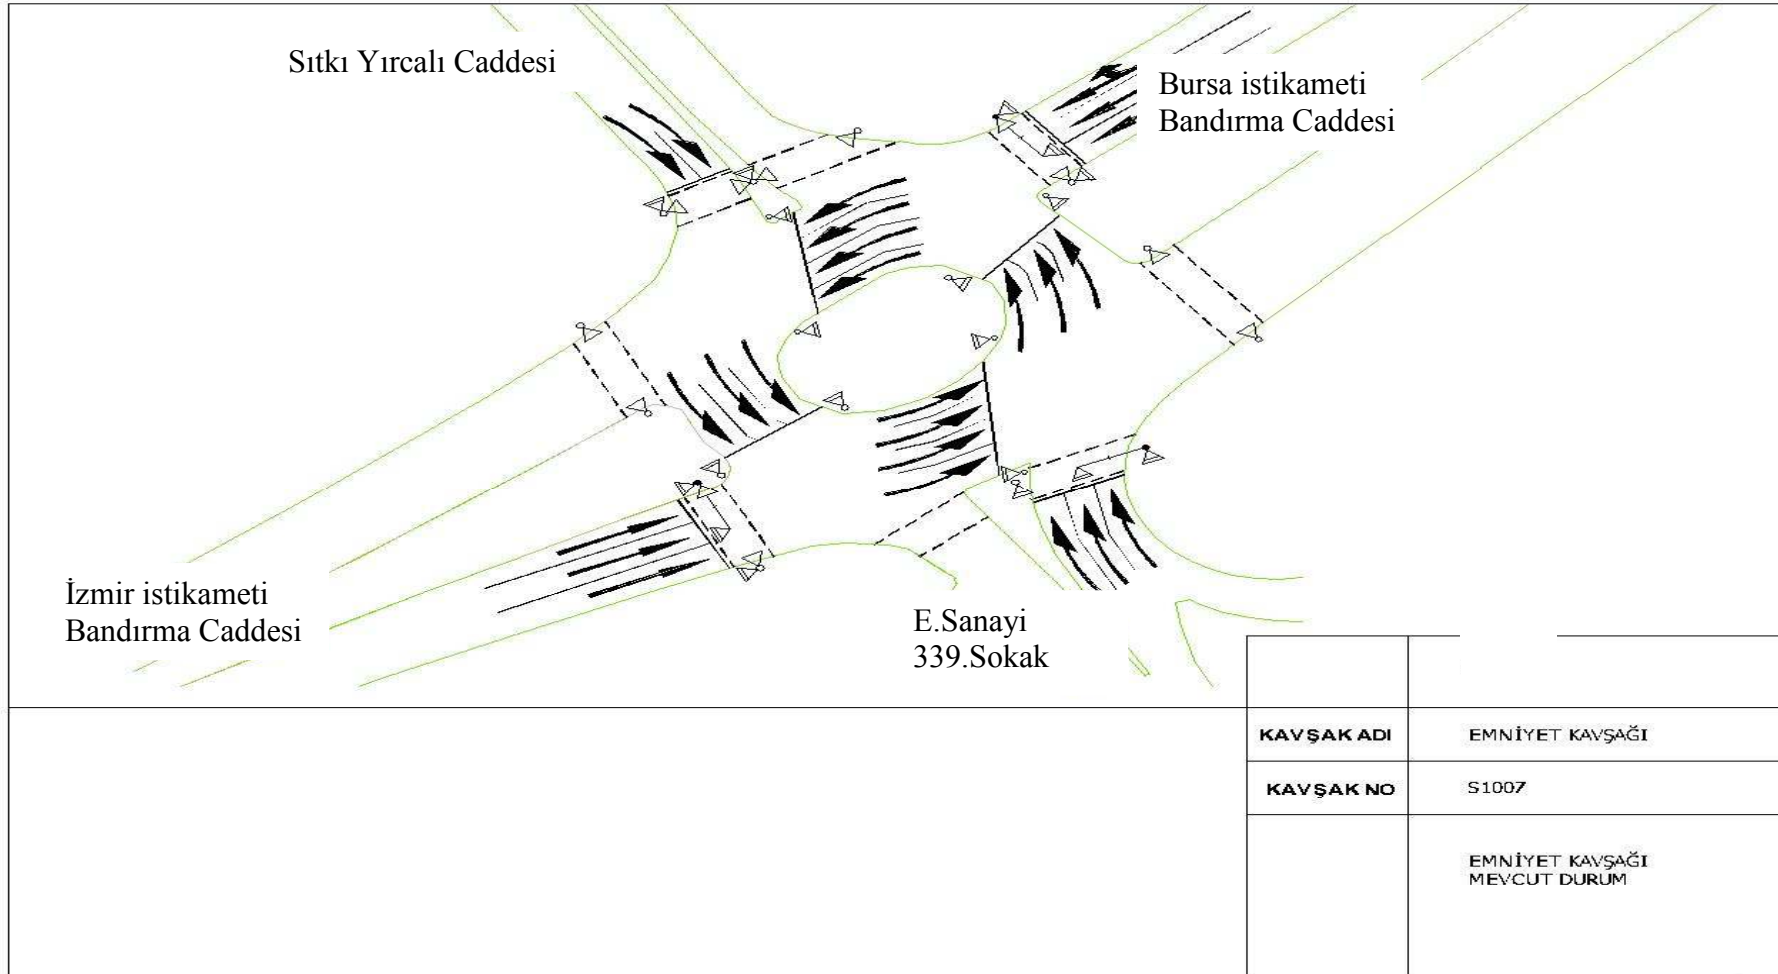 Sıtkı Yırcalı Caddesi
Bursa istikameti
Bandırma Caddesi
İzmir istikameti
Bandırma Caddesi
E.Sanayi
339.Sokak
KAVŞAK ADI
EMNİYET KAVŞAĞI
KAVŞAK NO
S1007
EMNİYET KAVŞAĞI
MEVCUT DURUM